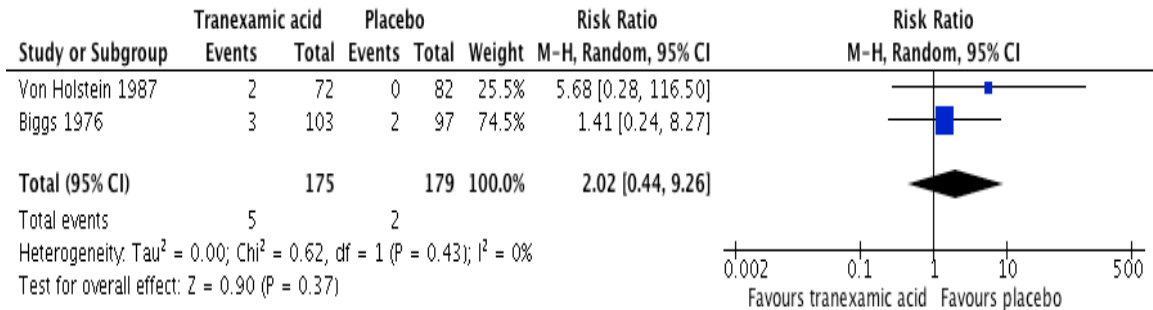 Tranexamic acid Placebo Risk Ratio Risk Ratio
Study or Subgroup Events Total Events Total Weight M-H, Random, 95% CI M-H, Random, 95% CI
Von Holstein 1987 2 72 0 82 25.5% 5.68 [0.28, 116.50]
Biggs 1976 3 103 2 97 74.5% 1.41 [0.24, 8.27]
Total (95% CI) 175 179 100.0% 2.02 [0.44, 9.26]
Total events 5 2
Heterogeneity: Tau² = 0.00; Chi² = 0.62, df = 1 (P = 0.43); I² = 0%
Test for overall effect: Z = 0.90 (P = 0.37)
0.002 0.1 1 10 500
Favours tranexamic acid Favours placebo